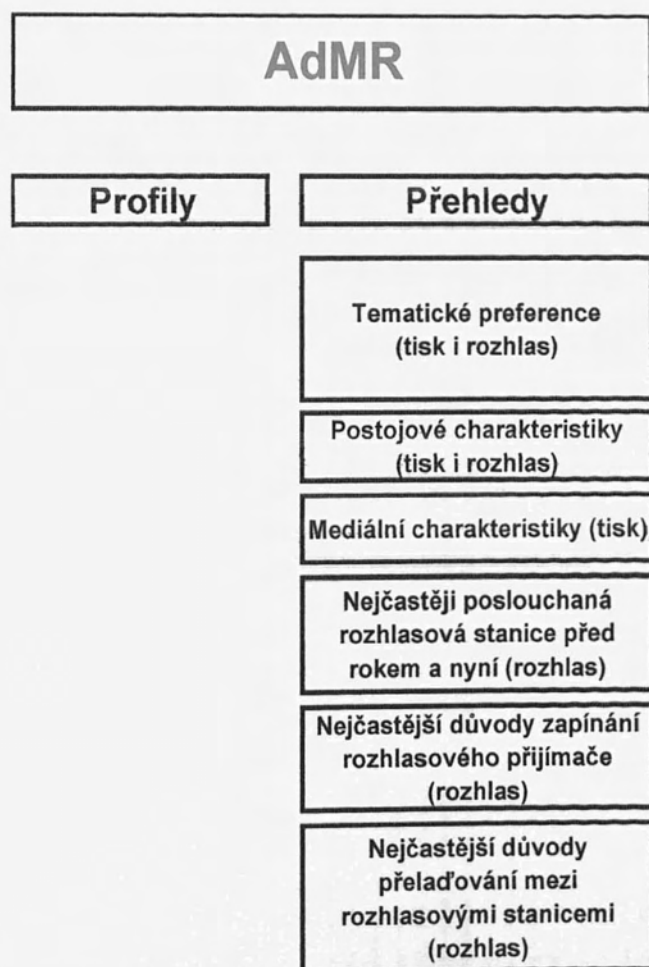 AdMR
Profily
Přehledy
Tematické preference
(tisk i rozhlas)
Postojové charakteristiky
(tisk i rozhlas)
Mediální charakteristiky (tisk)
Nejčastěji poslouchaná
rozhlasová stanice před
rokem a nyní (rozhlas)
Nejčastější důvody zapínání
rozhlasového přijímače
(rozhlas)
Nejčastější důvody
přelaďování mezi
rozhlasovými stanicemi
(rozhlas)